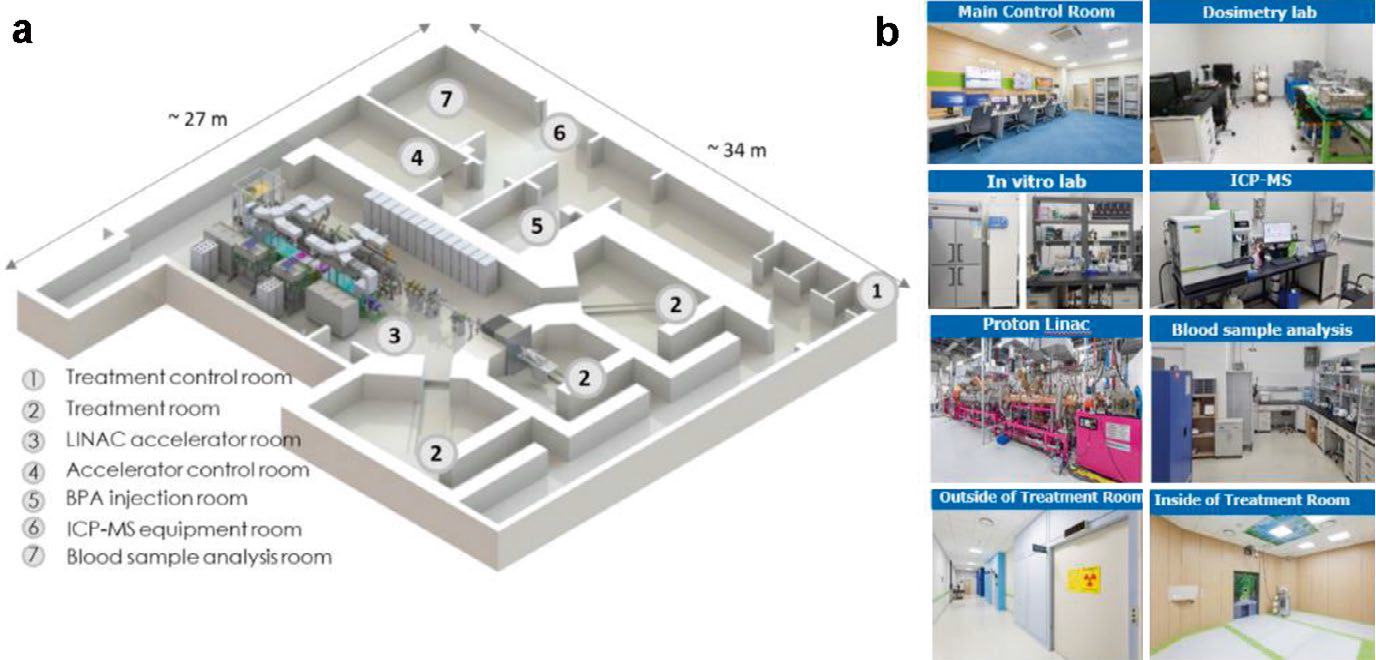 a
~ 27 m
~ 34 m
7
6
4
5
1
2
3
2
2
1 Treatment control room
2 Treatment room
3 LINAC accelerator room
4 Accelerator control room
5 BPA injection room
6 ICP-MS equipment room
7 Blood sample analysis room
b
Main Control Room
Dosimetry lab
In vitro lab
ICP-MS
Proton Linac
Blood sample analysis
Outside of Treatment Room
Inside of Treatment Room